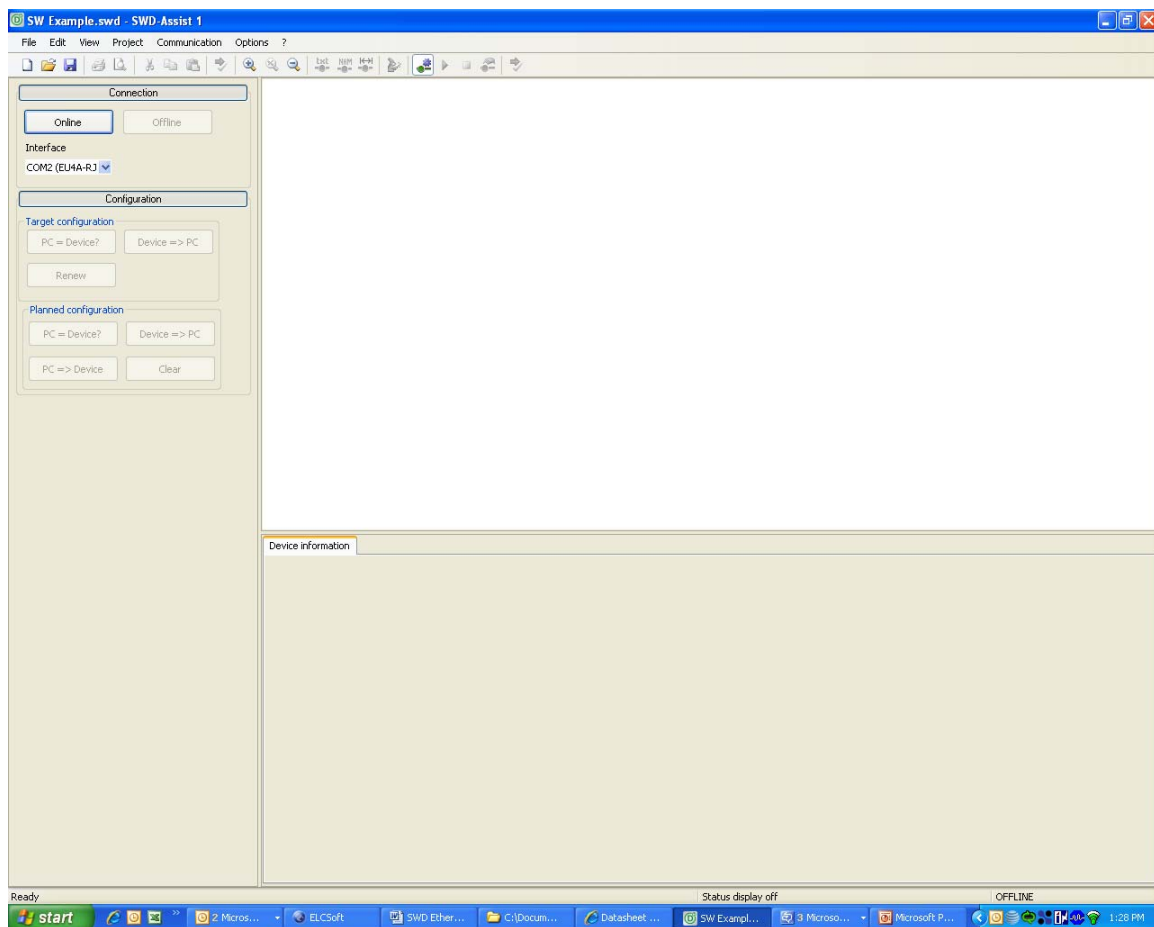 SW Example.swd - SWD-Assist 1
File Edit View Project Communication Options ?
Txt NUM
Connection
Online Offline
Interface
COM2 (EU4A-RJ
Configuration
Target configuration
PC = Device? Device => PC
Renew
Planned configuration
PC = Device? Device => PC
PC => Device Clear
Device information
Ready Status display off OFFLINE
start 2 Micros... ELCSoft SWD Ether... C:\Docum... Datasheet ... SW Exampl... 3 Microso... Microsoft P... 1:28 PM